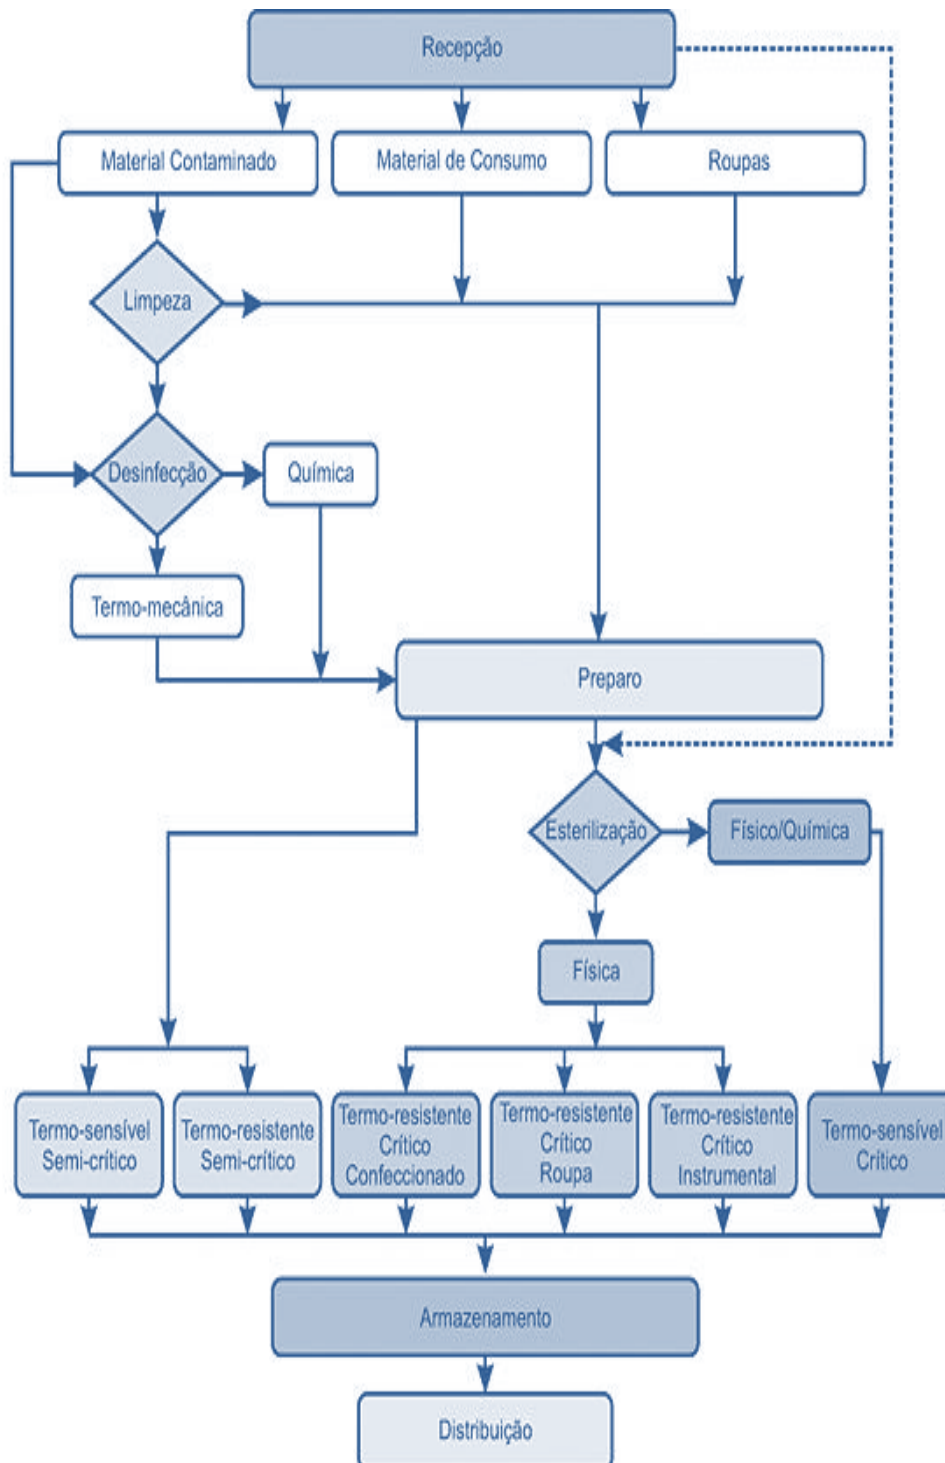 Recepção
Material Contaminado
Material de Consumo
Roupas
Limpeza
Desinfecção
Química
Termo-mecânica
Preparo
Esterilização
Físico/Química
Física
Termo-sensível
Semi-crítico
Termo-resistente
Semi-crítico
Termo-resistente
Crítico
Confeccionado
Termo-resistente
Crítico
Roupa
Termo-resistente
Crítico
Instrumental
Termo-sensível
Crítico
Armazenamento
Distribuição